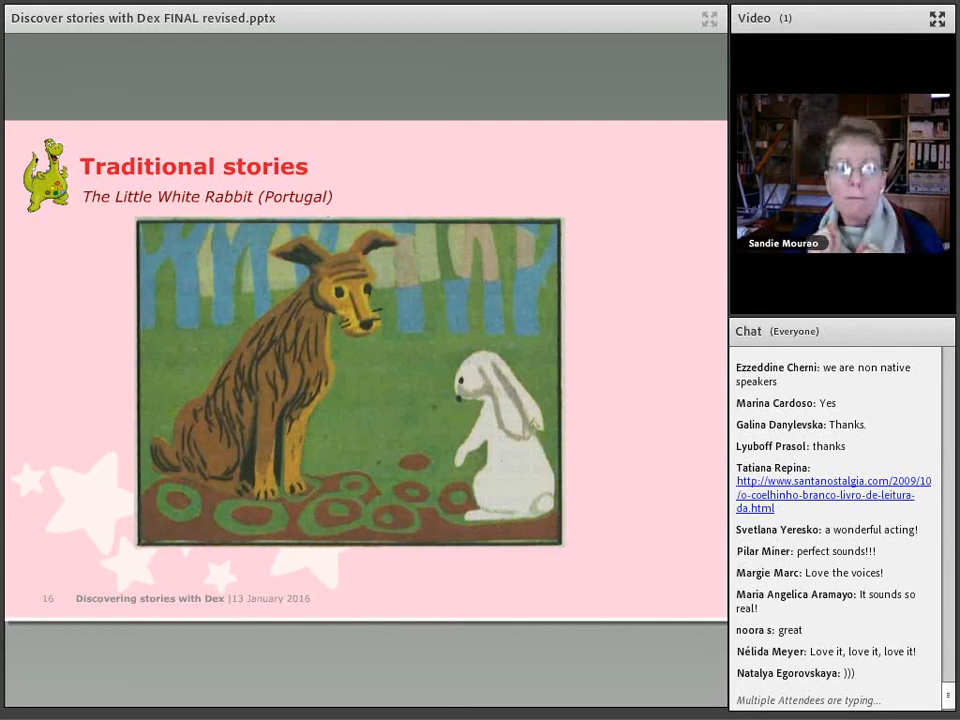 Discover stories with Dex FINAL revised.pptx
Traditional stories
The Little White Rabbit (Portugal)
16 Discovering stories with Dex |13 January 2016
Video (1)
Sandie Mourao
Chat (Everyone)
Ezzeddine Cherni: we are non native
speakers
Marina Cardoso: Yes
Galina Danylevska: Thanks.
Lyuboff Prasol: thanks
Tatiana Repina:
http://www.santanostalgia.com/2009/10
/o-coelhinho-branco-livro-de-leitura-
da.html
Svetlana Yeresko: a wonderful acting!
Pilar Miner: perfect sounds!!!
Margie Marc: Love the voices!
Maria Angelica Aramayo: It sounds so
real!
noora s: great
Nélida Meyer: Love it, love it, love it!
Natalya Egorovskaya: )))
Multiple Attendees are typing...